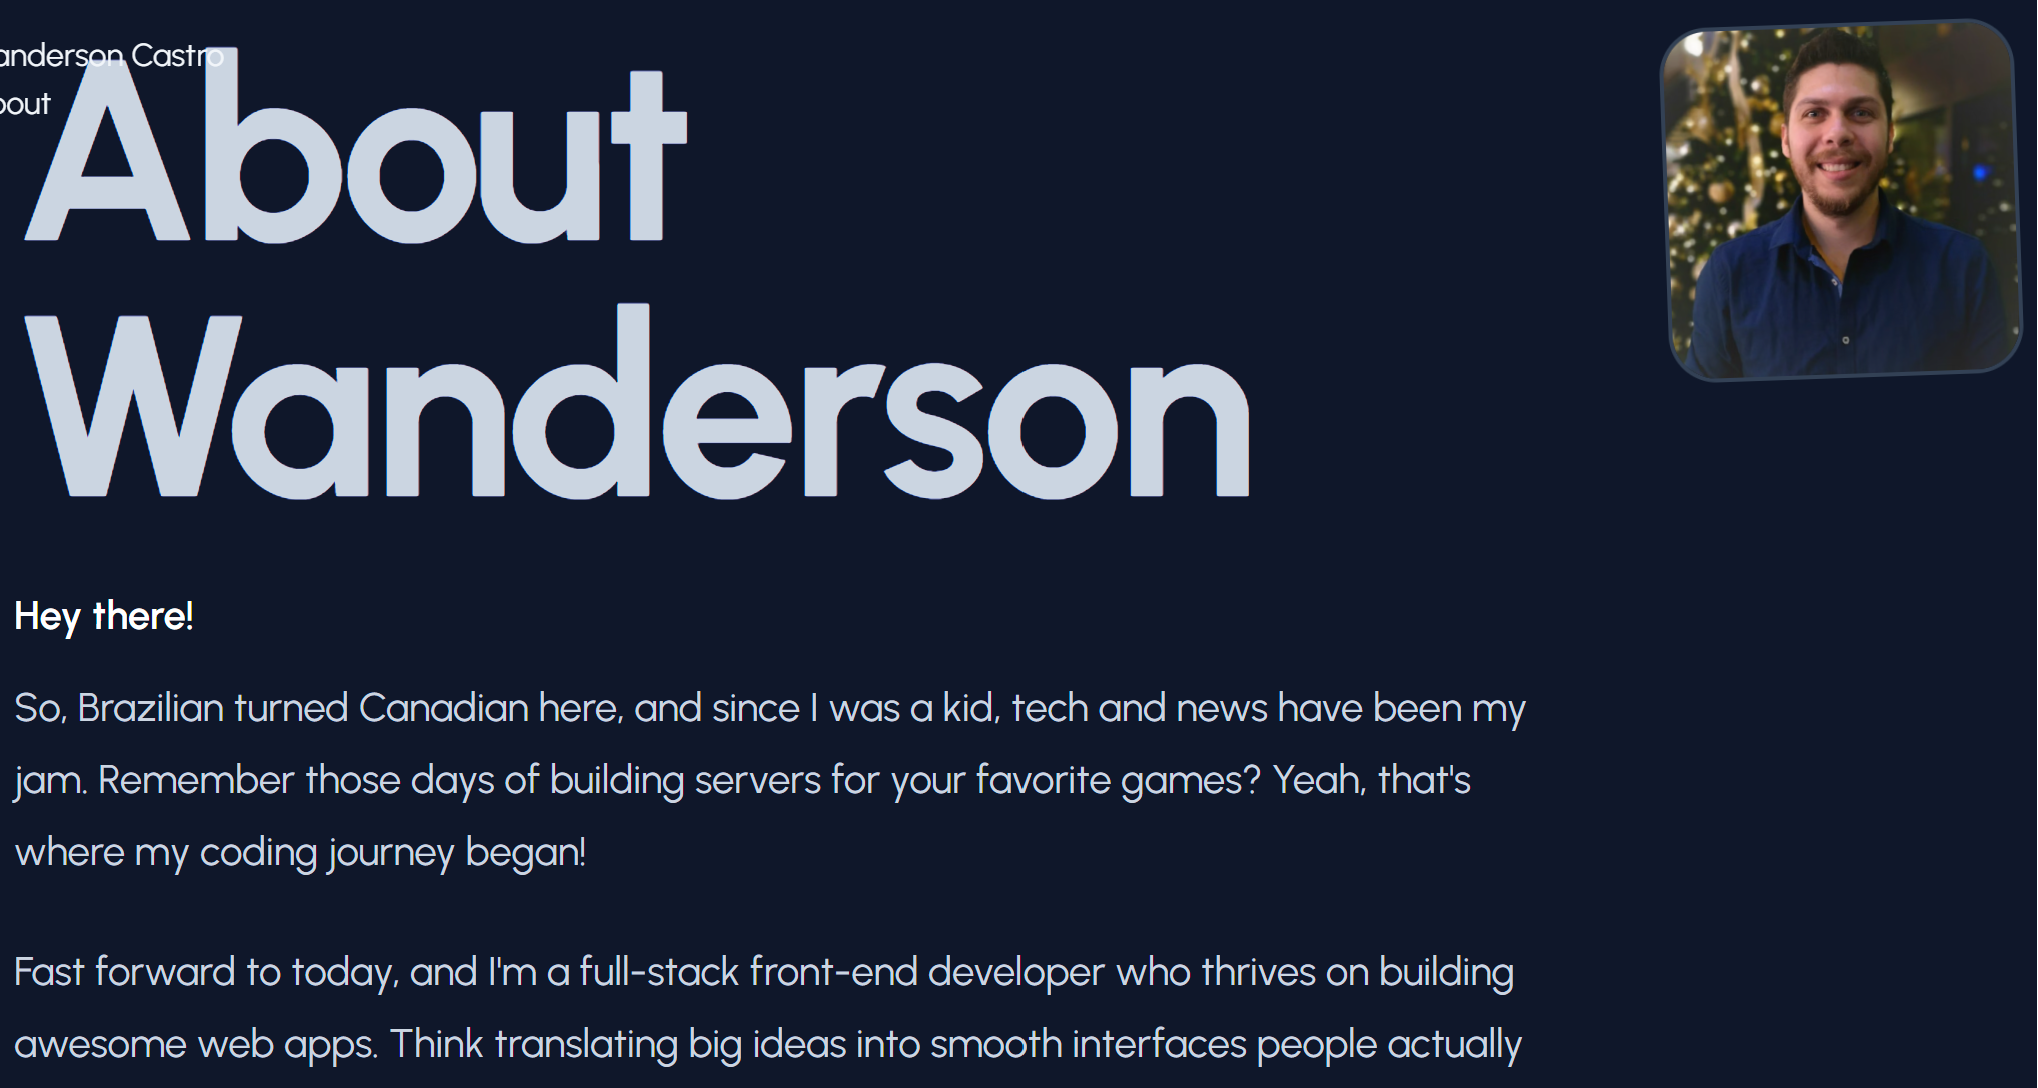 anderson Castro
bout
About
Wanderson
Hey there!
So, Brazilian turned Canadian here, and since I was a kid, tech and news have been my
jam. Remember those days of building servers for your favorite games? Yeah, that's
where my coding journey began!
Fast forward to today, and I'm a full-stack front-end developer who thrives on building
awesome web apps. Think translating big ideas into smooth interfaces people actually